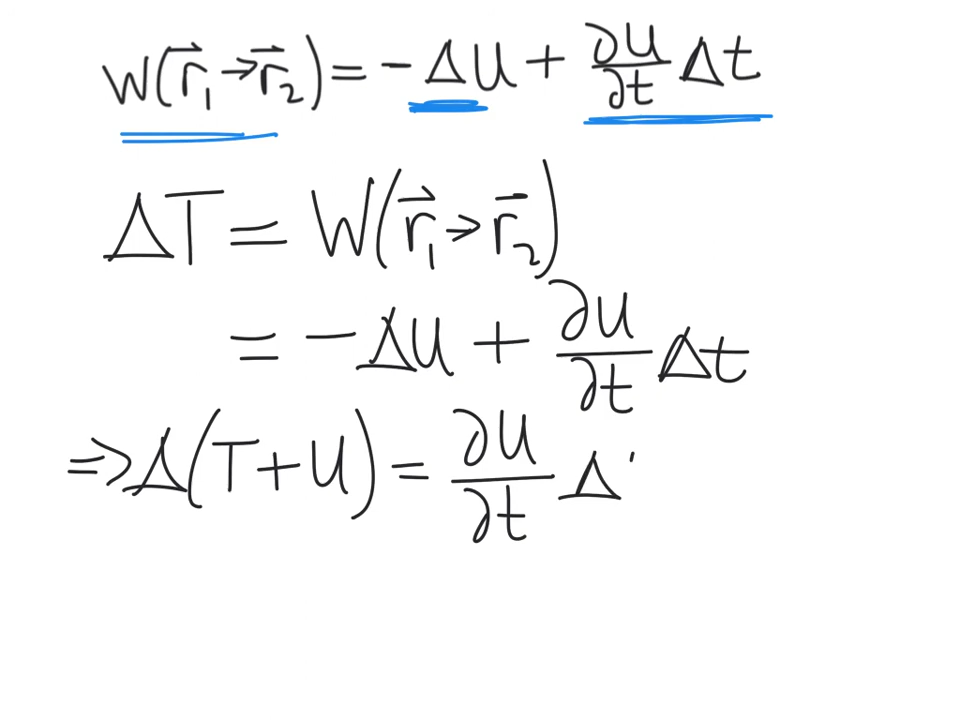 W(r⃗₁→r⃗₂) = -ΔU + ∂U/∂t Δt
ΔT = W(r⃗₁→r⃗₂)
= -ΔU + ∂U/∂t Δt
⇒ Δ(T+U) = ∂U/∂t Δ